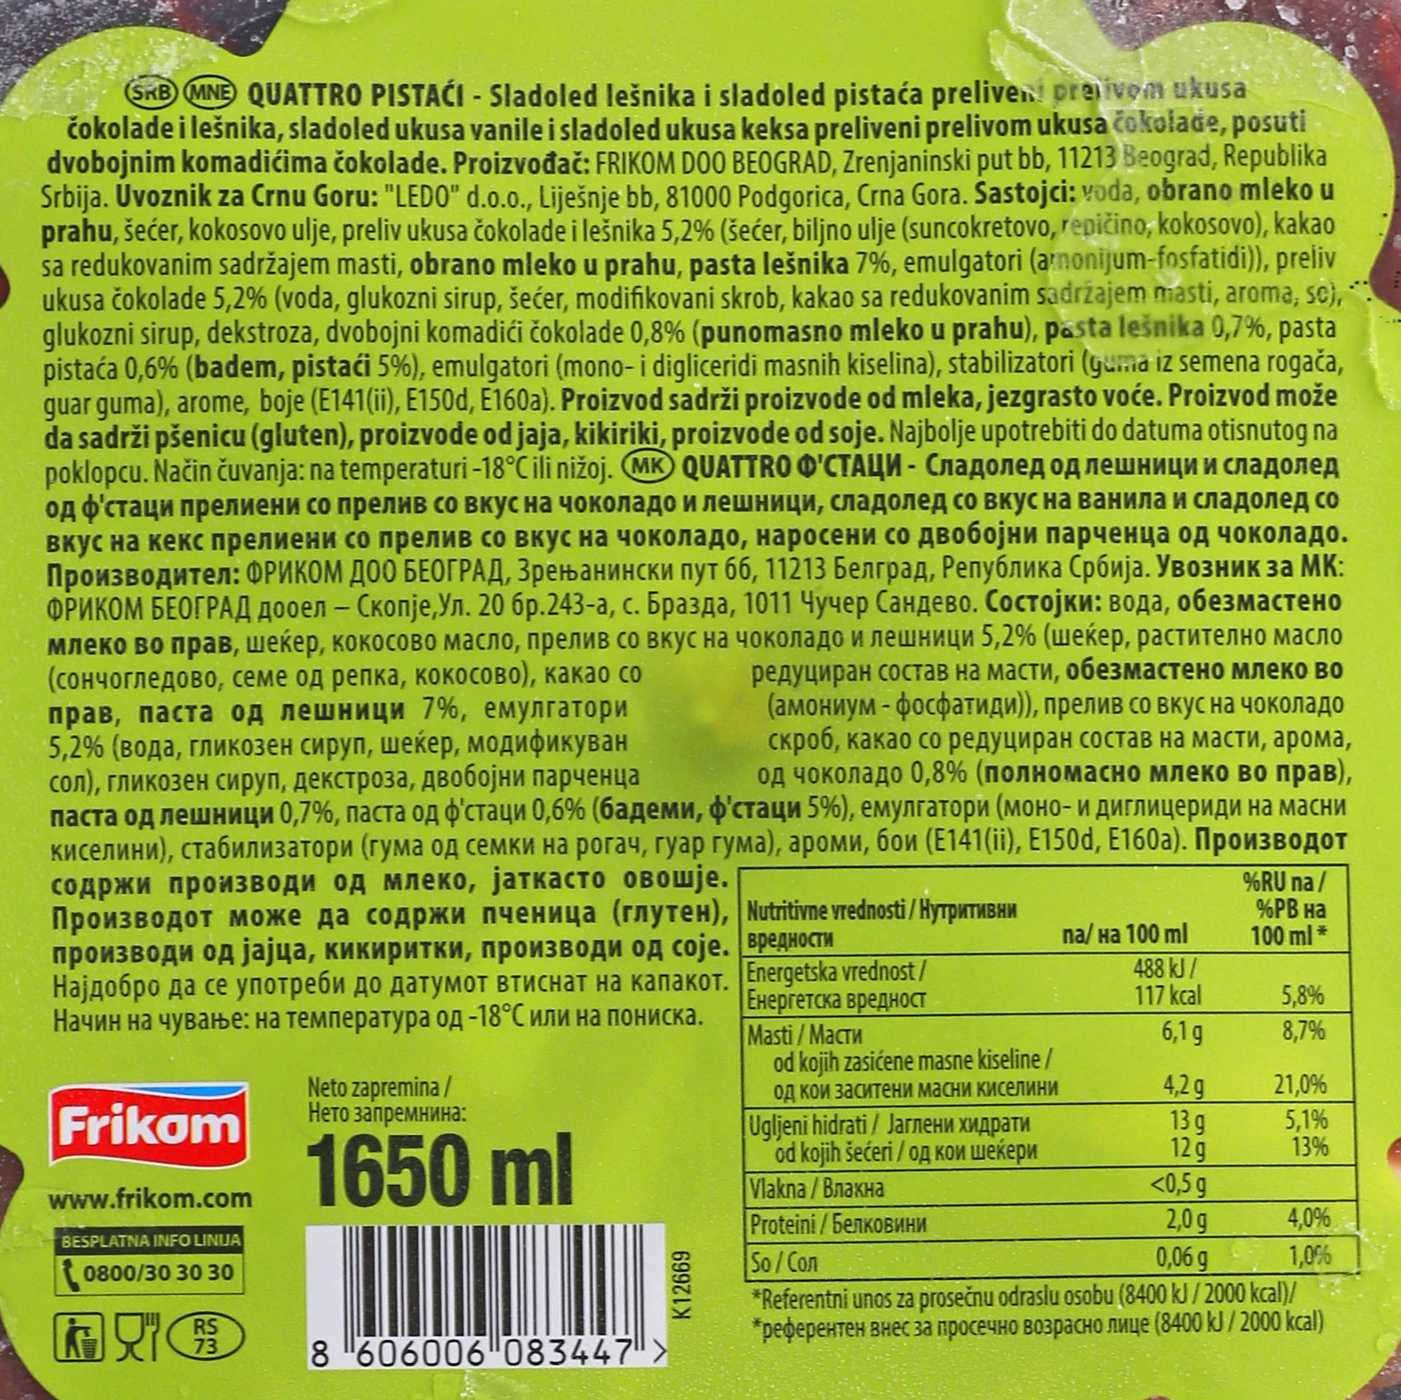 SRB MNE QUATTRO PISTAĆI - Sladoled lešnika i sladoled pistaća preliveni prelivom ukusa
čokolade i lešnika, sladoled ukusa vanile i sladoled ukusa keksa preliveni prelivom ukusa čokolade, posuti
dvobojnim komadićima čokolade. Proizvođač: FRIKOM DOO BEOGRAD, Zrenjaninski put bb, 11213 Beograd, Republika
Srbija. Uvoznik za Crnu Goru: "LEDO" d.o.o., Liješnje bb, 81000 Podgorica, Crna Gora. Sastojci: voda, obrano mleko u
prahu, šećer, kokosovo ulje, preliv ukusa čokolade i lešnika 5,2% (šećer, biljno ulje (suncokretovo, repičino, kokosovo), kakao
sa redukovanim sadržajem masti, obrano mleko u prahu, pasta lešnika 7%, emulgatori (amonijum-fosfatidi)), preliv
ukusa čokolade 5,2% (voda, glukozni sirup, šećer, modifikovani skrob, kakao sa redukovanim sadržajem masti, aroma, so),
glukozni sirup, dekstroza, dvobojni komadići čokolade 0,8% (punomasno mleko u prahu), pasta lešnika 0,7%, pasta
pistaća 0,6% (badem, pistaći 5%), emulgatori (mono- i digliceridi masnih kiselina), stabilizatori (guma iz semena rogača,
guar guma), arome, boje (E141(ii), E150d, E160a). Proizvod sadrži proizvode od mleka, jezgrasto voće. Proizvod može
da sadrži pšenicu (gluten), proizvode od jaja, kikiriki, proizvode od soje. Najbolje upotrebiti do datuma otisnutog na
poklopcu. Način čuvanja: na temperaturi -18°C ili nižoj. MK QUATTRO Ф'СТАЦИ - Сладолед од лешници и сладолед
од ф'стаци прелиени со прелив со вкус на чоколадо и лешници, сладолед со вкус на ванила и сладолед со
вкус на кекс прелиени со прелив со вкус на чоколадо, наросени со двобојни парченца од чоколадо.
Производител: ФРИКОМ ДОО БЕОГРАД, Зрењанински пут бб, 11213 Белград, Република Србија. Увозник за МК:
ФРИКОМ БЕОГРАД дооел – Скопје,Ул. 20 бр.243-а, с. Бразда, 1011 Чучер Сандево. Состојки: вода, обезмастено
млеко во прав, шеќер, кокосово масло, прелив со вкус на чоколадо и лешници 5,2% (шеќер, растително масло
(сончогледово, семе од репка, кокосово), какао со редуциран состав на масти, обезмастено млеко во
прав, паста од лешници 7%, емулгатори (амониум - фосфатиди)), прелив со вкус на чоколадо
5,2% (вода, гликозен сируп, шеќер, модификуван скроб, какао со редуциран состав на масти, арома,
сол), гликозен сируп, декстроза, двобојни парченца од чоколадо 0,8% (полномасно млеко во прав),
паста од лешници 0,7%, паста од ф'стаци 0,6% (бадеми, ф'стаци 5%), емулгатори (моно- и диглицериди на масни
киселини), стабилизатори (гума од семки на рогач, гуар гума), ароми, бои (E141(ii), E150d, E160a). Производот
содржи производи од млеко, јаткасто овошје.
Производот може да содржи пченица (глутен),
производи од јајца, кикиритки, производи од соје.
Најдобро да се употреби до датумот втиснат на капакот.
Начин на чување: на температура од -18°C или на пониска.
%RU na /
Nutritivne vrednosti / Нутритивни %РВ на
вредности na/ на 100 ml 100 ml *
Energetska vrednost / 488 kJ /
Енергетска вредност 117 kcal 5,8%
Masti / Масти 6,1 g 8,7%
od kojih zasićene masne kiseline /
од кои заситени масни киселини 4,2 g 21,0%
Ugljeni hidrati / Јаглени хидрати 13 g 5,1%
od kojih šećeri / од кои шеќери 12 g 13%
Vlakna / Влакна <0,5 g
Proteini / Белковини 2,0 g 4,0%
So / Сол 0,06 g 1,0%
*Referentni unos za prosečnu odraslu osobu (8400 kJ / 2000 kcal)/
*референтен внес за просечно возрасно лице (8400 kJ / 2000 kcal)
Frikom
www.frikom.com
BESPLATNA INFO LINIJA
0800/30 30 30
RS
73
Neto zapremina /
Нето запремнина:
1650 ml
K12669
8 606006 083447 >